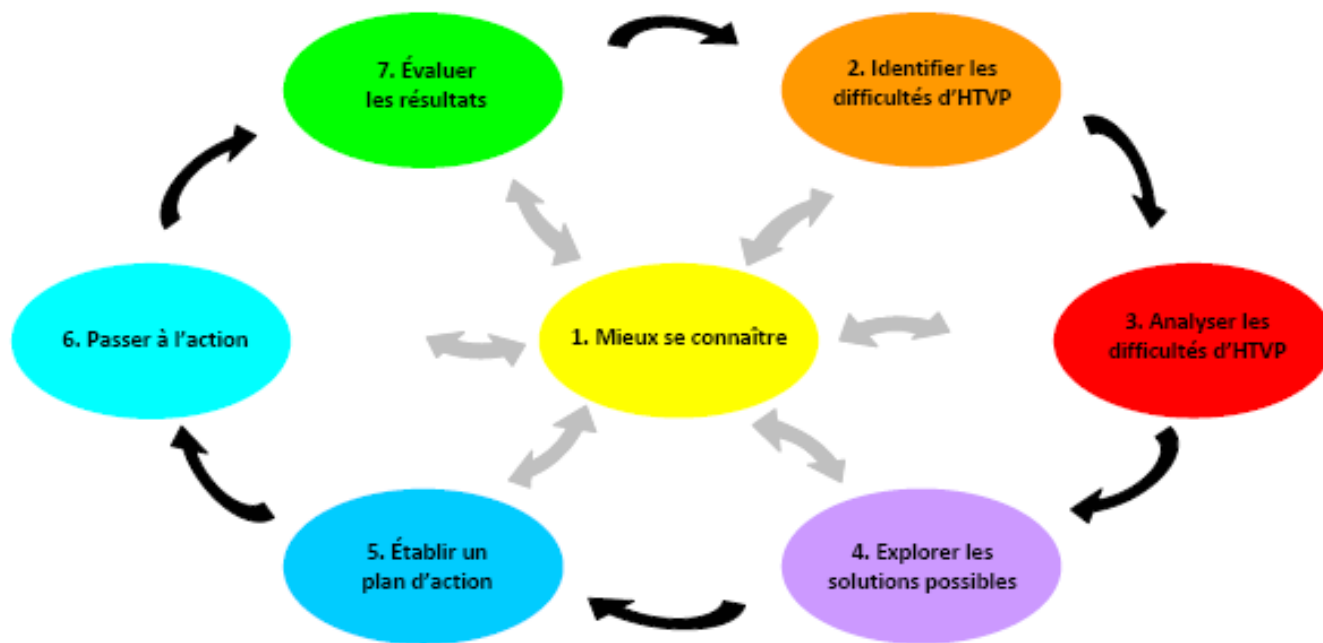 7. Évaluer
les résultats
2. Identifier les
difficultés d’HTVP
6. Passer à l’action
1. Mieux se connaître
3. Analyser les
difficultés d’HTVP
5. Établir un
plan d’action
4. Explorer les
solutions possibles